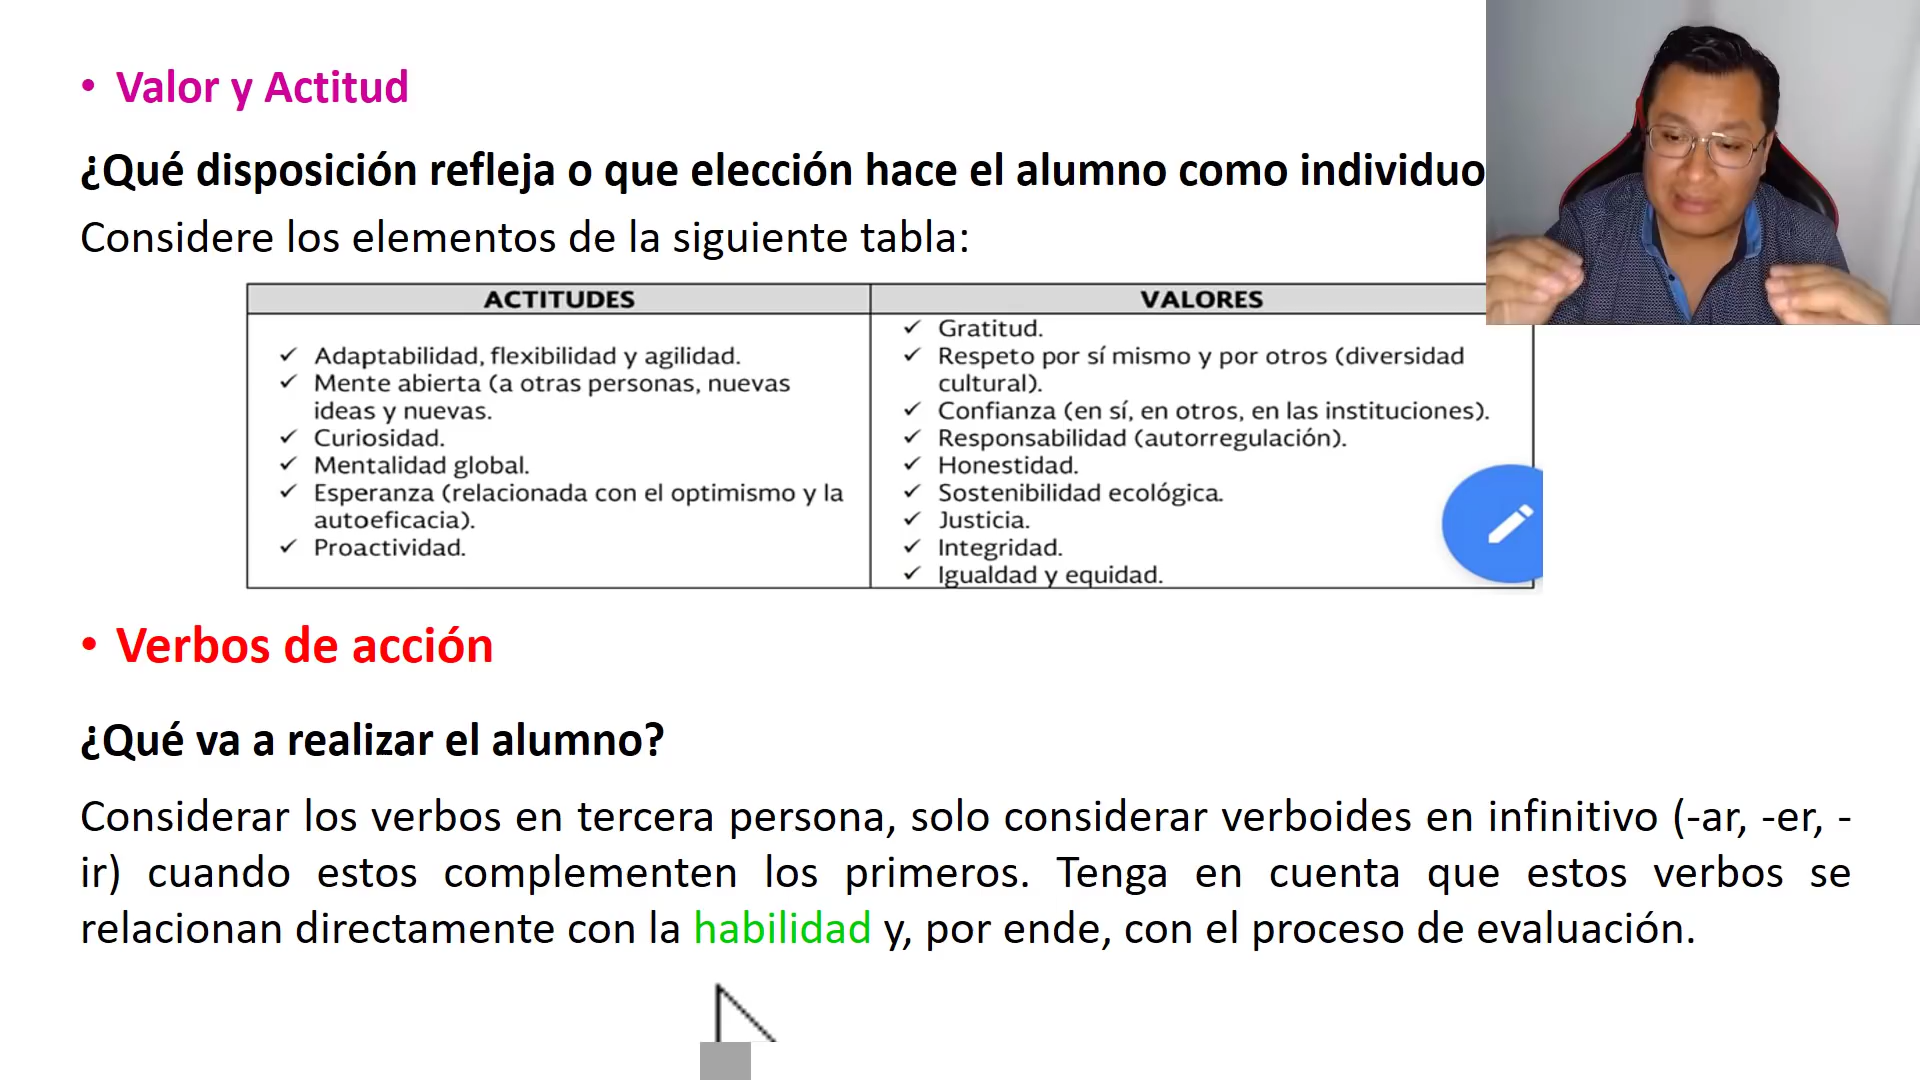 • Valor y Actitud
¿Qué disposición refleja o que elección hace el alumno como individuo
Considere los elementos de la siguiente tabla:
ACTITUDES
✓ Adaptabilidad, flexibilidad y agilidad.
✓ Mente abierta (a otras personas, nuevas
ideas y nuevas.
✓ Curiosidad.
✓ Mentalidad global.
✓ Esperanza (relacionada con el optimismo y la
autoeficacia).
✓ Proactividad.
VALORES
✓ Gratitud.
✓ Respeto por sí mismo y por otros (diversidad
cultural).
✓ Confianza (en sí, en otros, en las instituciones).
✓ Responsabilidad (autorregulación).
✓ Honestidad.
✓ Sostenibilidad ecológica.
✓ Justicia.
✓ Integridad.
✓ Igualdad y equidad.
• Verbos de acción
¿Qué va a realizar el alumno?
Considerar los verbos en tercera persona, solo considerar verboides en infinitivo (-ar, -er, -
ir) cuando estos complementen los primeros. Tenga en cuenta que estos verbos se
relacionan directamente con la habilidad y, por ende, con el proceso de evaluación.